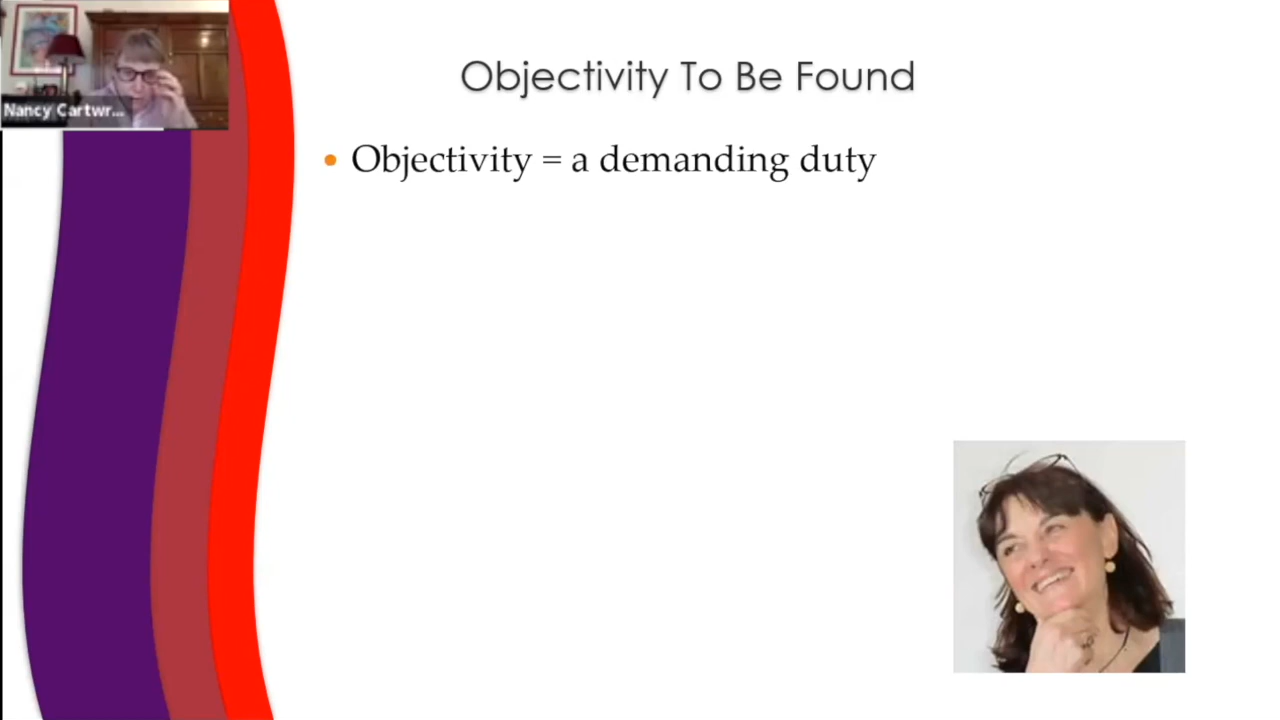 Nancy Cartwr...
Objectivity To Be Found
• Objectivity = a demanding duty